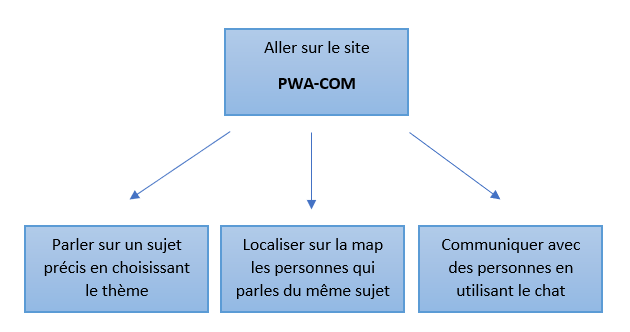 Aller sur le site
PWA-COM
Parler sur un sujet
précis en choisissant
le thème
Localiser sur la map
les personnes qui
parles du même sujet
Communiquer avec
des personnes en
utilisant le chat